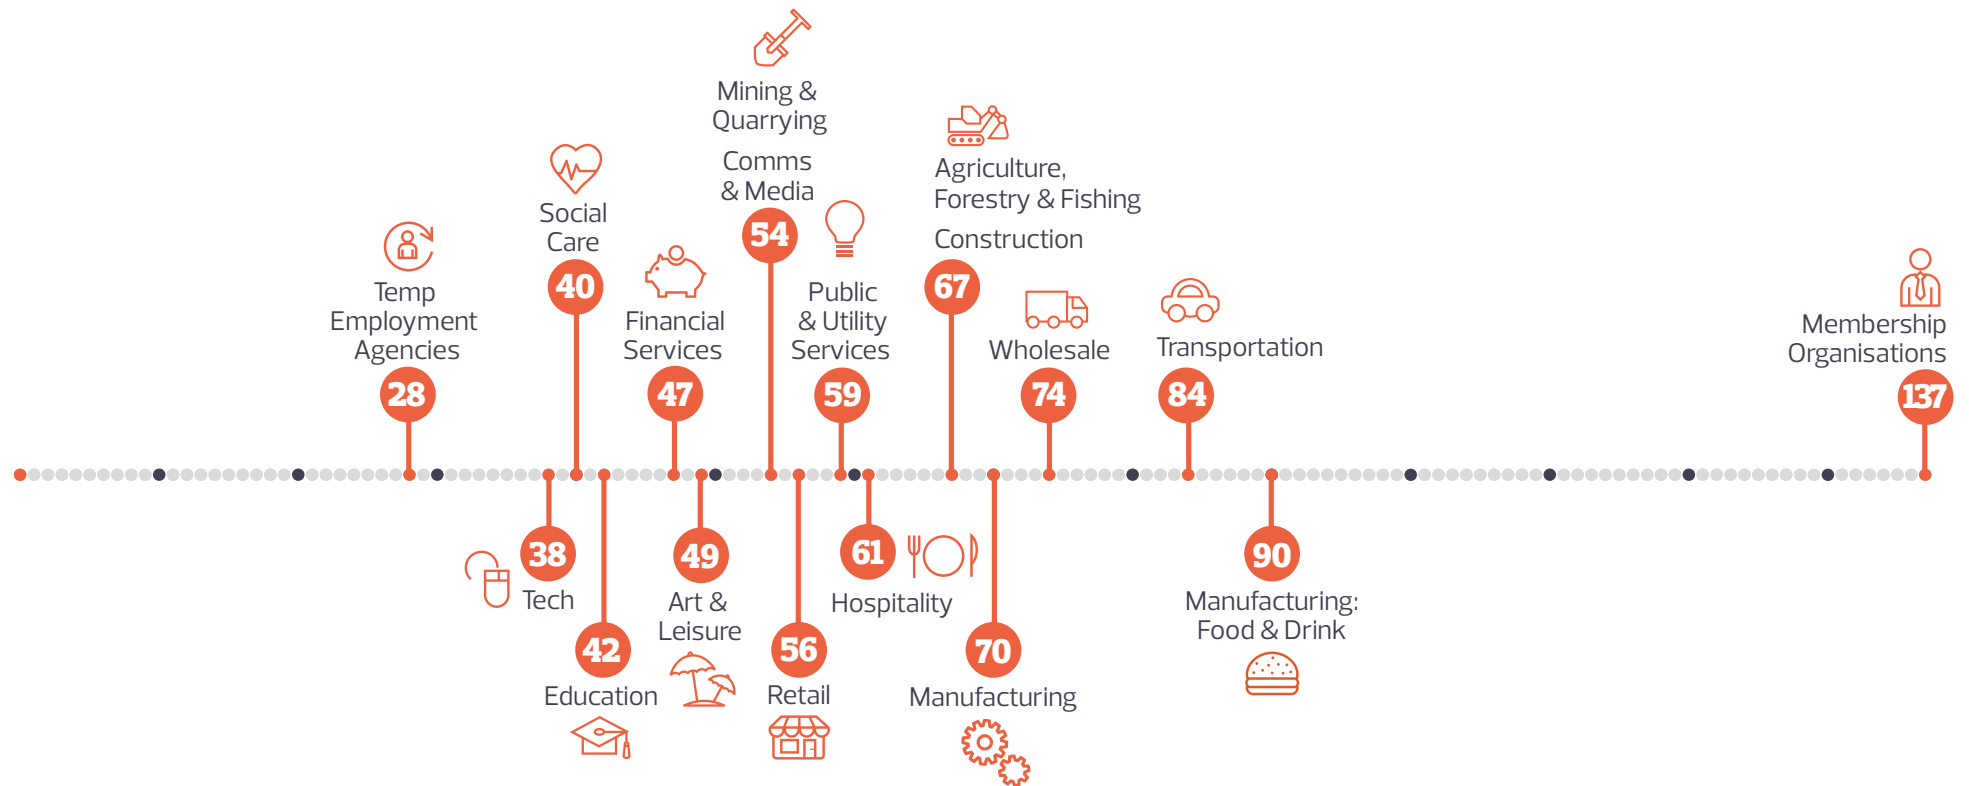 Mining &
Quarrying
Comms
& Media
54
Agriculture,
Forestry & Fishing
Construction
67
Social
Care
40
Temp
Employment
Agencies
28
Financial
Services
47
Public
& Utility
Services
59
Wholesale
74
Transportation
84
Membership
Organisations
137
38
Tech
42
Education
49
Art &
Leisure
56
Retail
61
Hospitality
70
Manufacturing
90
Manufacturing:
Food & Drink